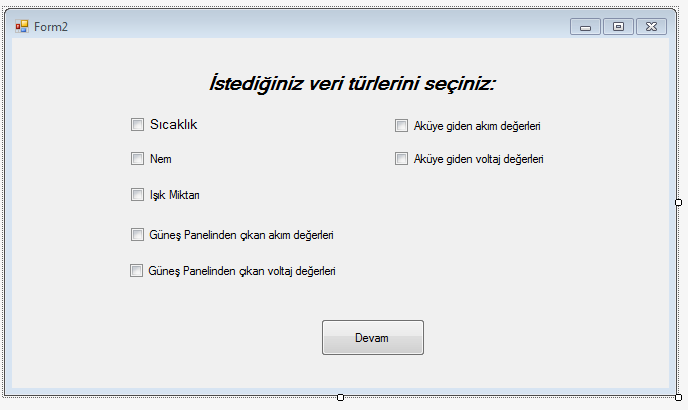 Form2
İstediğiniz veri türlerini seçiniz:
Sıcaklık
Nem
Işık Miktarı
Güneş Panelinden çıkan akım değerleri
Güneş Panelinden çıkan voltaj değerleri
Aküye giden akım değerleri
Aküye giden voltaj değerleri
Devam